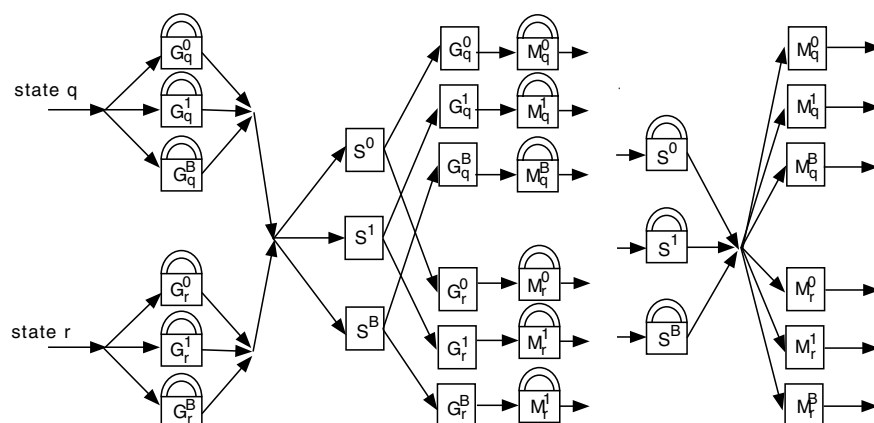 G_q^0
state q
G_q^1
G_q^B
G_r^0
state r
G_r^1
G_r^B
S^0
S^1
S^B
G_q^0 M_q^0
G_q^1 M_q^1
G_q^B M_q^B
G_r^0 M_r^0
G_r^1 M_r^1
G_r^B M_r^1
S^0
S^1
S^B
M_q^0
M_q^1
M_q^B
M_r^0
M_r^1
M_r^B